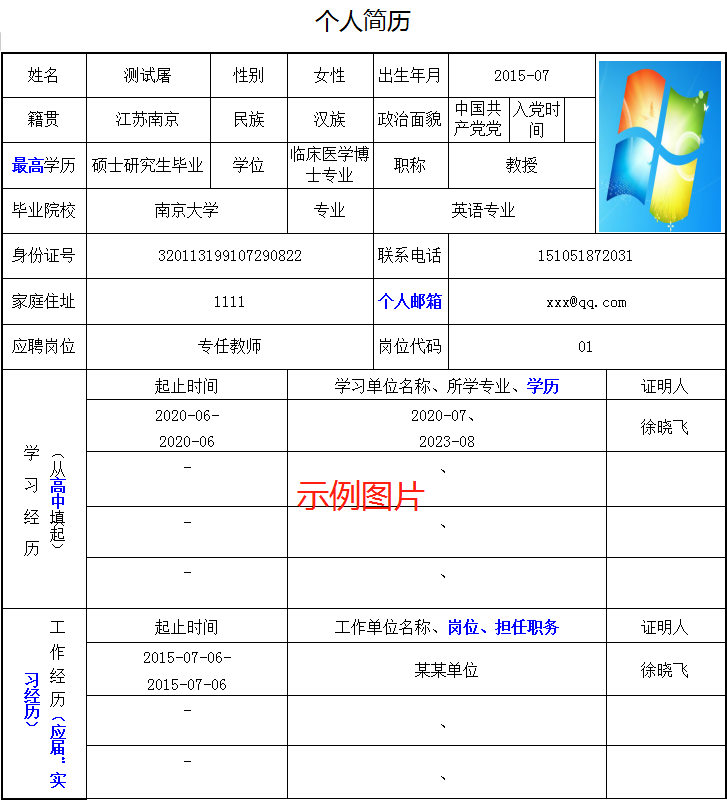 个人简历
姓名 测试屠 性别 女性 出生年月 2015-07
籍贯 江苏南京 民族 汉族 政治面貌 中国共产党党 入党时间
最高学历 硕士研究生毕业 学位 临床医学博士专业 职称 教授
毕业院校 南京大学 专业 英语专业
身份证号 320113199107290822 联系电话 151051872031
家庭住址 1111 个人邮箱 xxx@qq.com
应聘岗位 专任教师 岗位代码 01
学习经历（从高中填起）
起止时间 学习单位名称、所学专业、学历 证明人
2020-06-
2020-06
2020-07、
2023-08
徐晓飞
- 、
示例图片
- 、
- 、
工作经历（应届：实习经历）
起止时间 工作单位名称、岗位、担任职务 证明人
2015-07-06-
2015-07-06
某某单位 徐晓飞
- 、
- 、